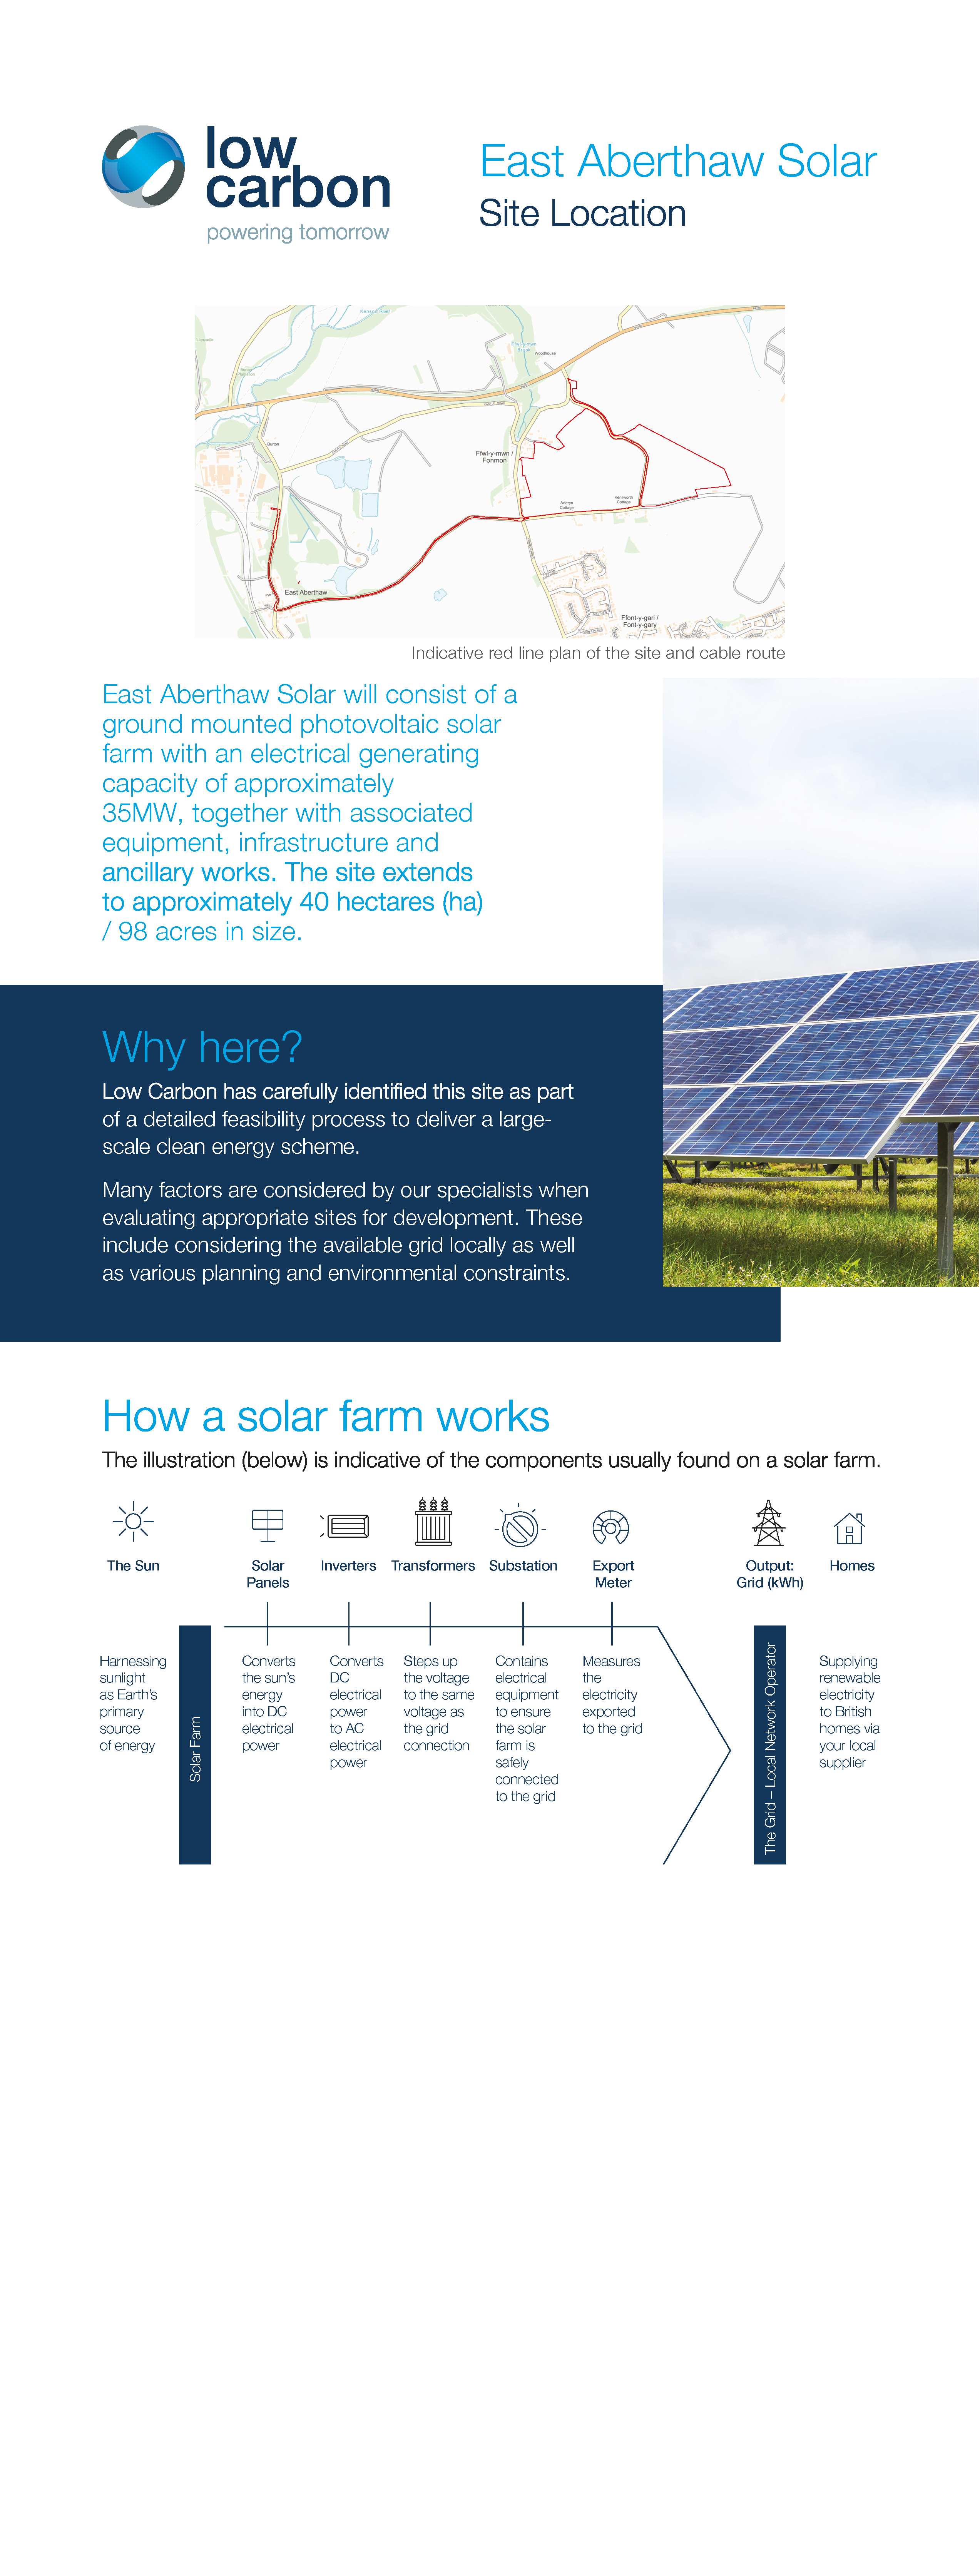 low
carbon
powering tomorrow
East Aberthaw Solar
Site Location
Woodhouse
Burton
Ffwl-y-mwn /
Fonmon
Kenilworth
Cottage
Cottage
East Aberthaw
Ffont-y-gari /
Font-y-gary
Indicative red line plan of the site and cable route
East Aberthaw Solar will consist of a
ground mounted photovoltaic solar
farm with an electrical generating
capacity of approximately
35MW, together with associated
equipment, infrastructure and
ancillary works. The site extends
to approximately 40 hectares (ha)
/ 98 acres in size.
Why here?
Low Carbon has carefully identified this site as part
of a detailed feasibility process to deliver a large-
scale clean energy scheme.
Many factors are considered by our specialists when
evaluating appropriate sites for development. These
include considering the available grid locally as well
as various planning and environmental constraints.
How a solar farm works
The illustration (below) is indicative of the components usually found on a solar farm.
The Sun
Harnessing
sunlight
as Earth's
primary
source
of energy
Solar Farm
Solar
Panels
Converts
the sun's
energy
into DC
electrical
power
Inverters
Converts
DC
electrical
power
to AC
electrical
power
Transformers
Steps up
the voltage
to the same
voltage as
the grid
connection
Substation
Contains
electrical
equipment
to ensure
the solar
farm is
safely
connected
to the grid
Export
Meter
Measures
the
electricity
exported
to the grid
Output:
Grid (kWh)
The Grid – Local Network Operator
Homes
Supplying
renewable
electricity
to British
homes via
your local
supplier